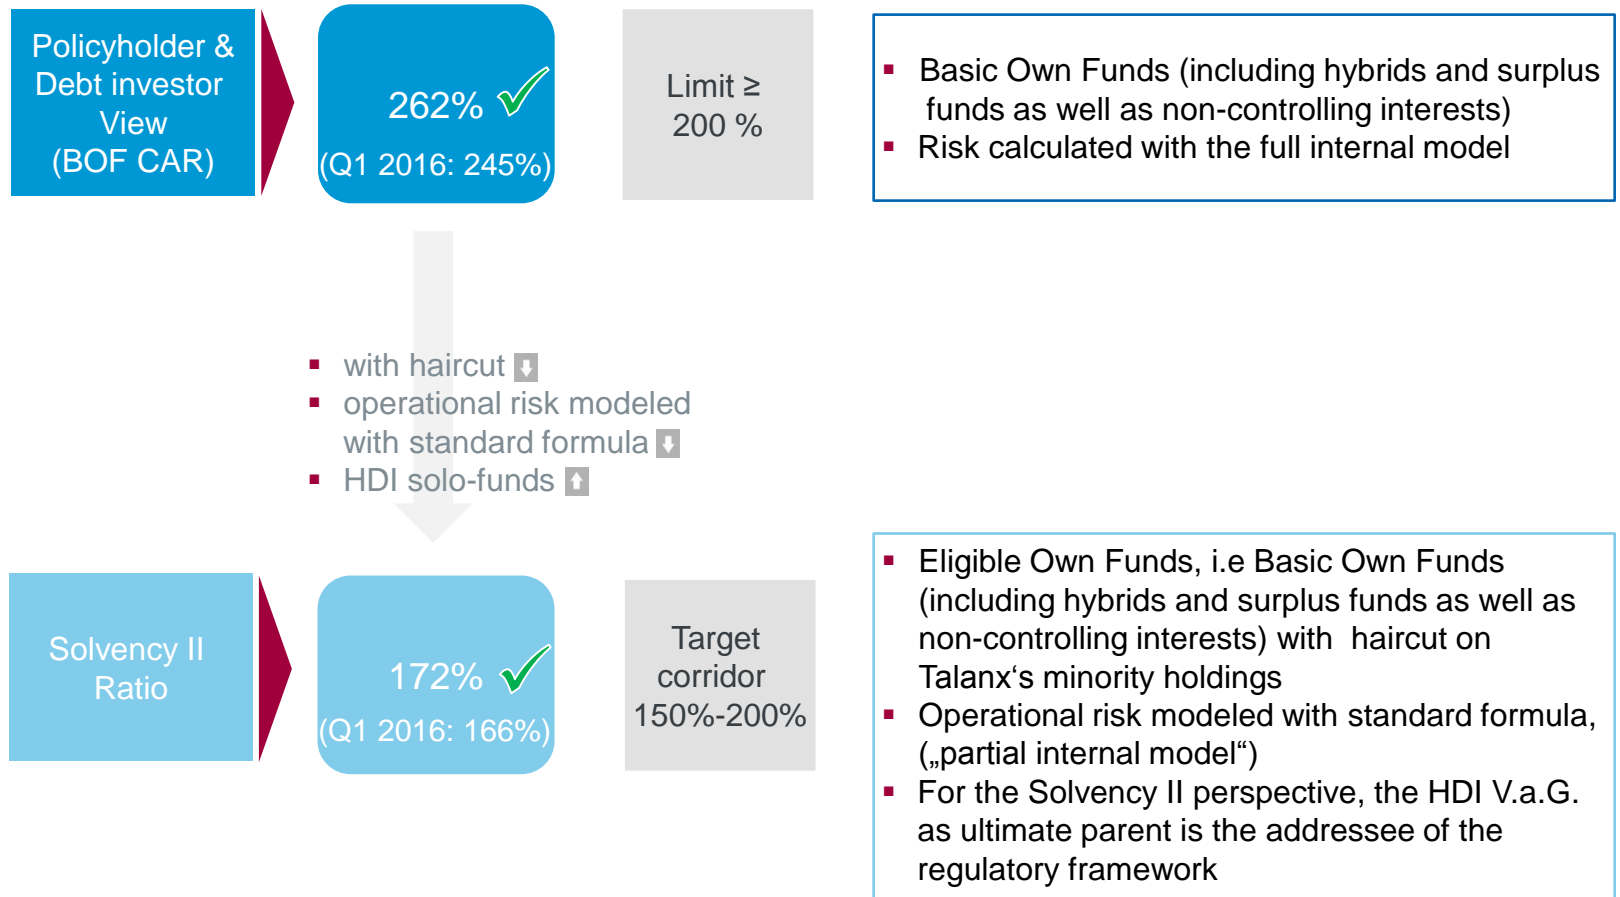 Policyholder &
Debt investor
View
(BOF CAR)
262%
(Q1 2016: 245%)
Limit ≥
200 %
▪ Basic Own Funds (including hybrids and surplus
funds as well as non-controlling interests)
▪ Risk calculated with the full internal model
▪ with haircut
▪ operational risk modeled
with standard formula
▪ HDI solo-funds
Solvency II
Ratio
172%
(Q1 2016: 166%)
Target
corridor
150%-200%
▪ Eligible Own Funds, i.e Basic Own Funds
(including hybrids and surplus funds as well as
non-controlling interests) with  haircut on
Talanx‘s minority holdings
▪ Operational risk modeled with standard formula,
(„partial internal model“)
▪ For the Solvency II perspective, the HDI V.a.G.
as ultimate parent is the addressee of the
regulatory framework